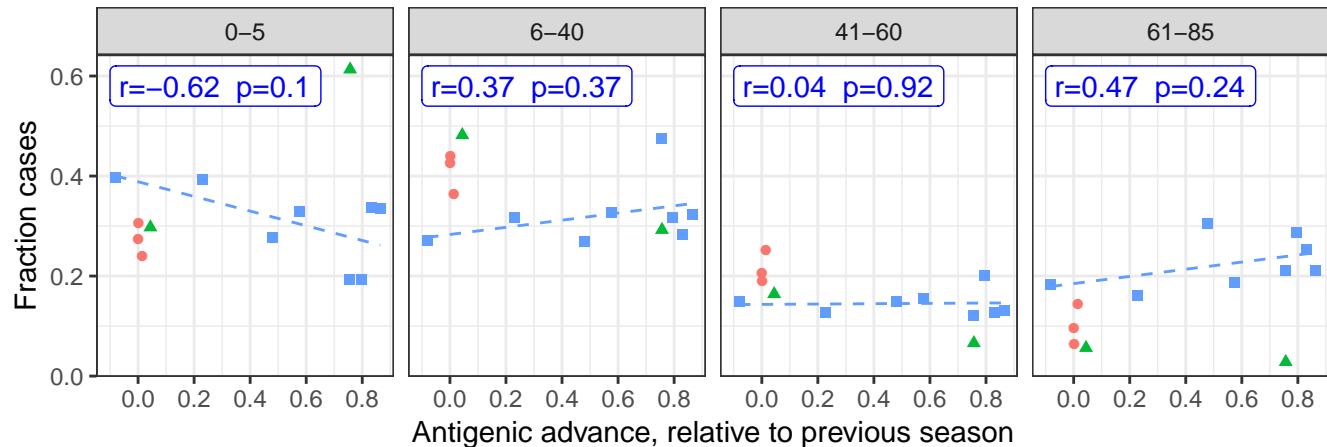 0−5 6−40 41−60 61−85
r=−0.62 p=0.1 r=0.37 p=0.37 r=0.04 p=0.92 r=0.47 p=0.24
Fraction cases
0.6
0.4
0.2
0.0
0.0 0.2 0.4 0.6 0.8 0.0 0.2 0.4 0.6 0.8 0.0 0.2 0.4 0.6 0.8 0.0 0.2 0.4 0.6 0.8
Antigenic advance, relative to previous season